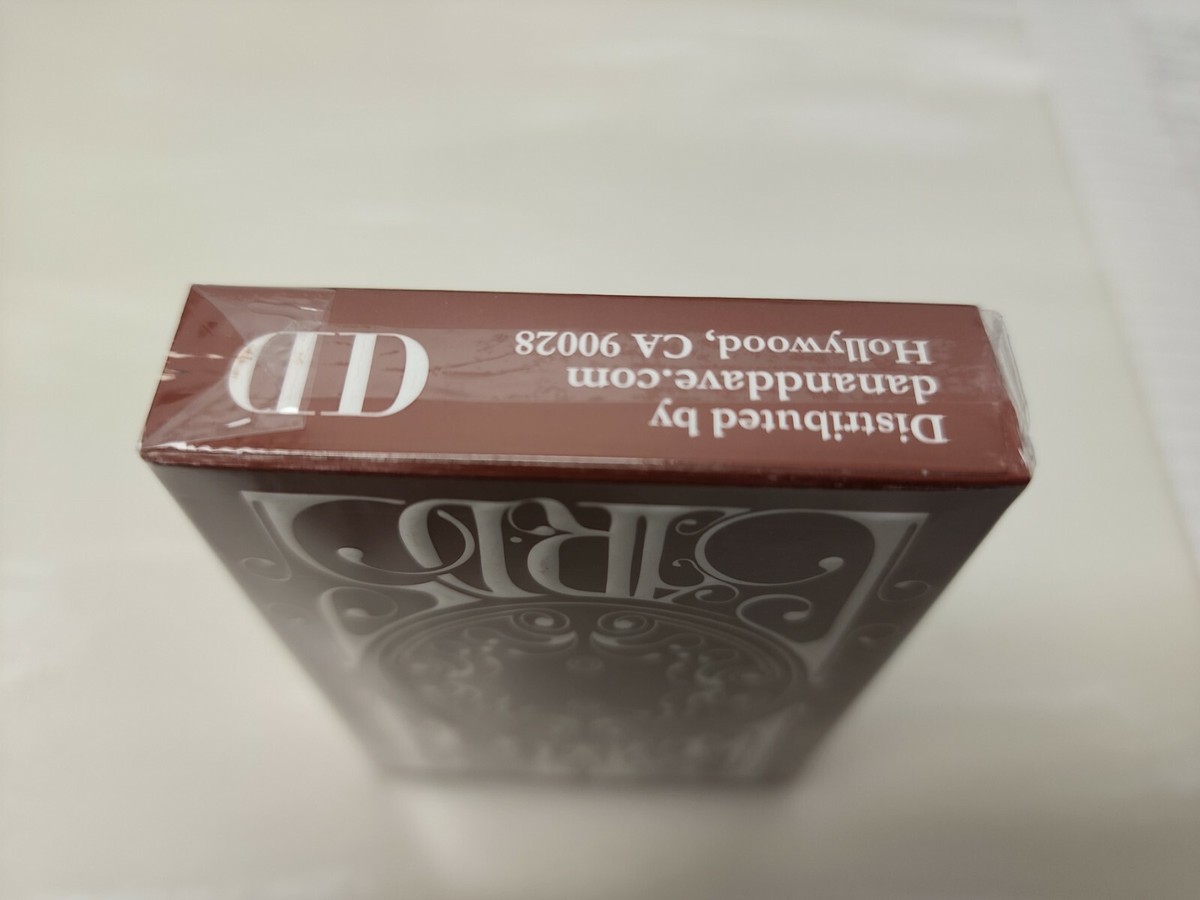 Distributed by
dananddave.com
Hollywood, CA 90028
DD